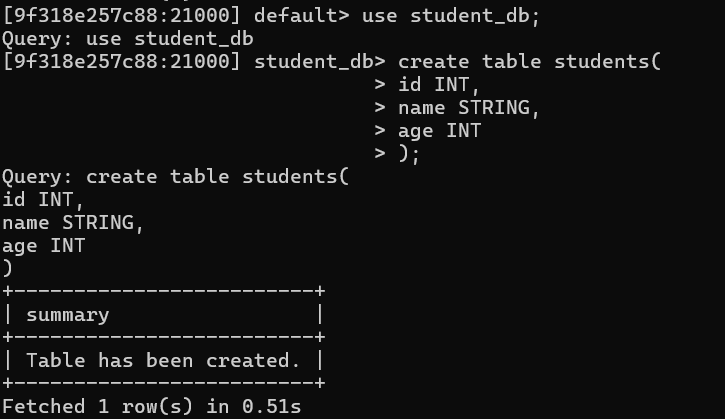 [9f318e257c88:21000] default> use student_db;
Query: use student_db
[9f318e257c88:21000] student_db> create table students(
                               > id INT,
                               > name STRING,
                               > age INT
                               > );
Query: create table students(
id INT,
name STRING,
age INT
)
+-------------------------+
| summary                 |
+-------------------------+
| Table has been created. |
+-------------------------+
Fetched 1 row(s) in 0.51s